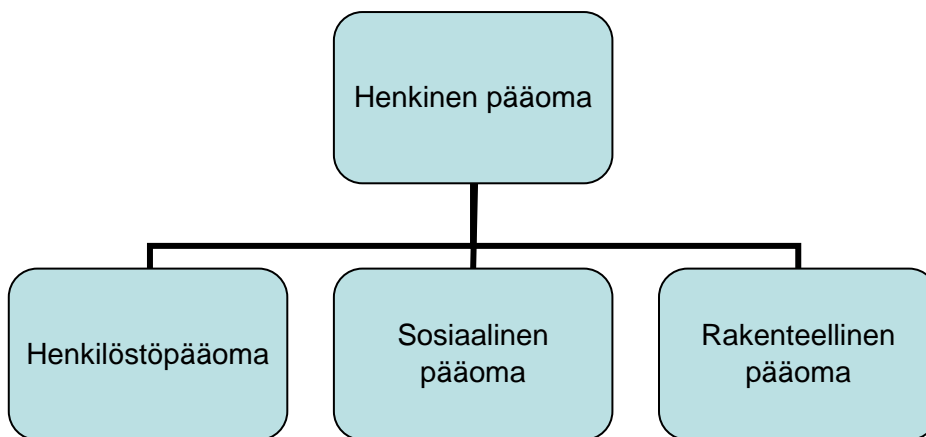 Henkinen pääoma
Henkilöstöpääoma
Sosiaalinen
pääoma
Rakenteellinen
pääoma